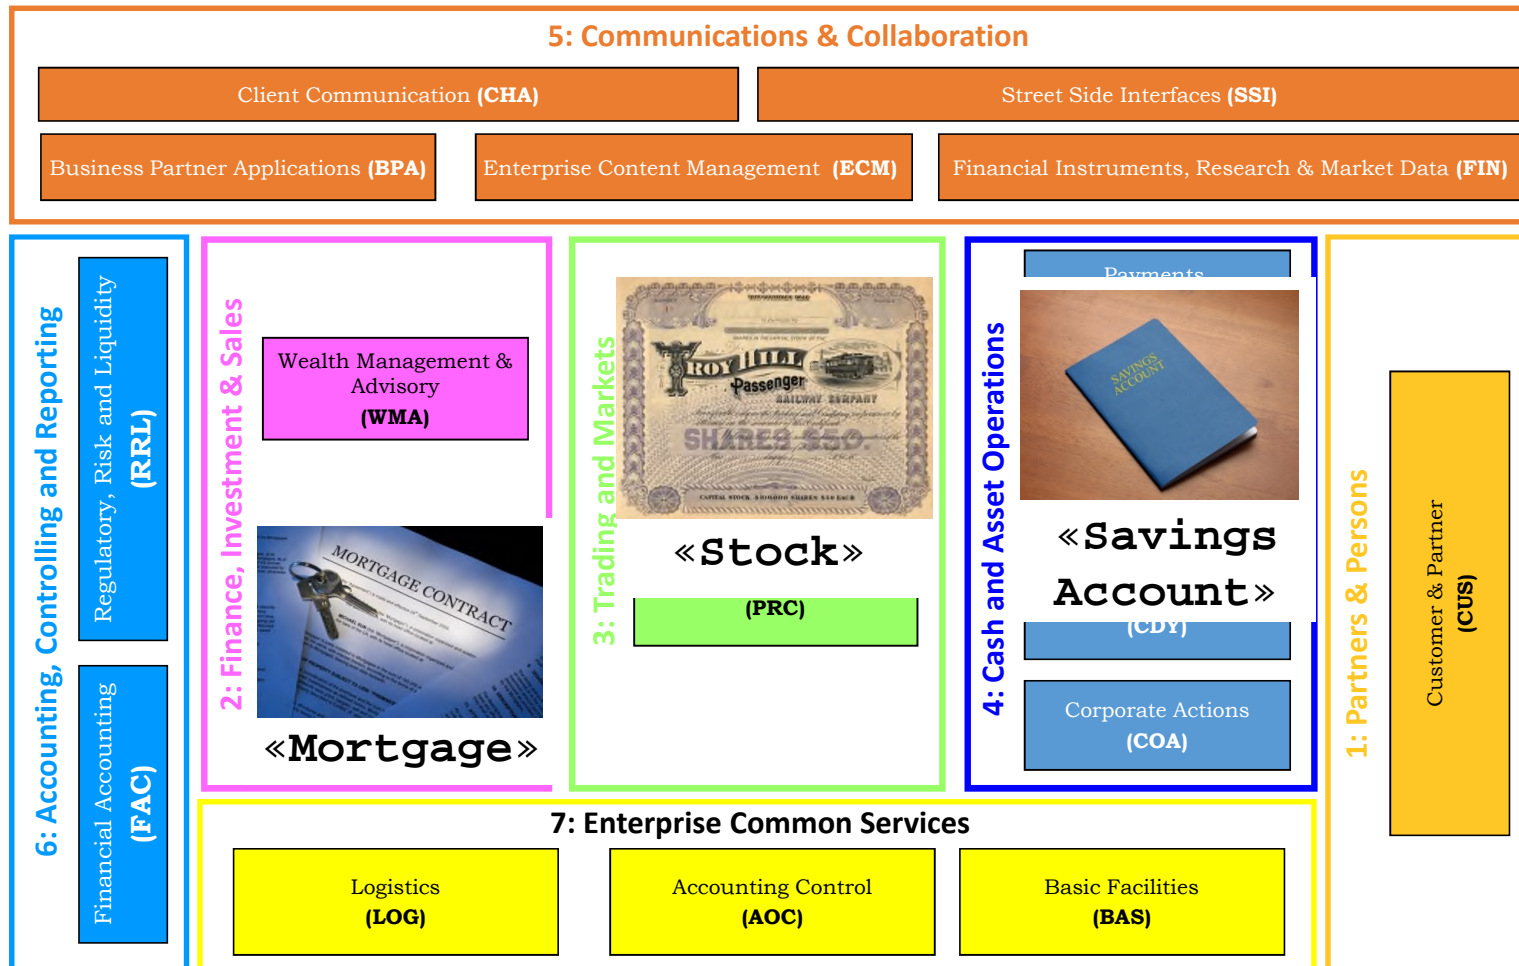 5: Communications & Collaboration
Client Communication (CHA)
Street Side Interfaces (SSI)
Business Partner Applications (BPA)
Enterprise Content Management (ECM)
Financial Instruments, Research & Market Data (FIN)
6: Accounting, Controlling and Reporting
Regulatory, Risk and Liquidity
(RRL)
Financial Accounting
(FAC)
2: Finance, Investment & Sales
Wealth Management &
Advisory
(WMA)
MORTGAGE CONTRACT
«Mortgage»
3: Trading and Markets
TROY HILL
Passenger
RAILWAY COMPANY
SHARES $50
«Stock»
(PRC)
4: Cash and Asset Operations
Payments
SAVINGS
ACCOUNT
«Savings
Account»
(CDY)
Corporate Actions
(COA)
1: Partners & Persons
Customer & Partner
(CUS)
7: Enterprise Common Services
Logistics
(LOG)
Accounting Control
(AOC)
Basic Facilities
(BAS)